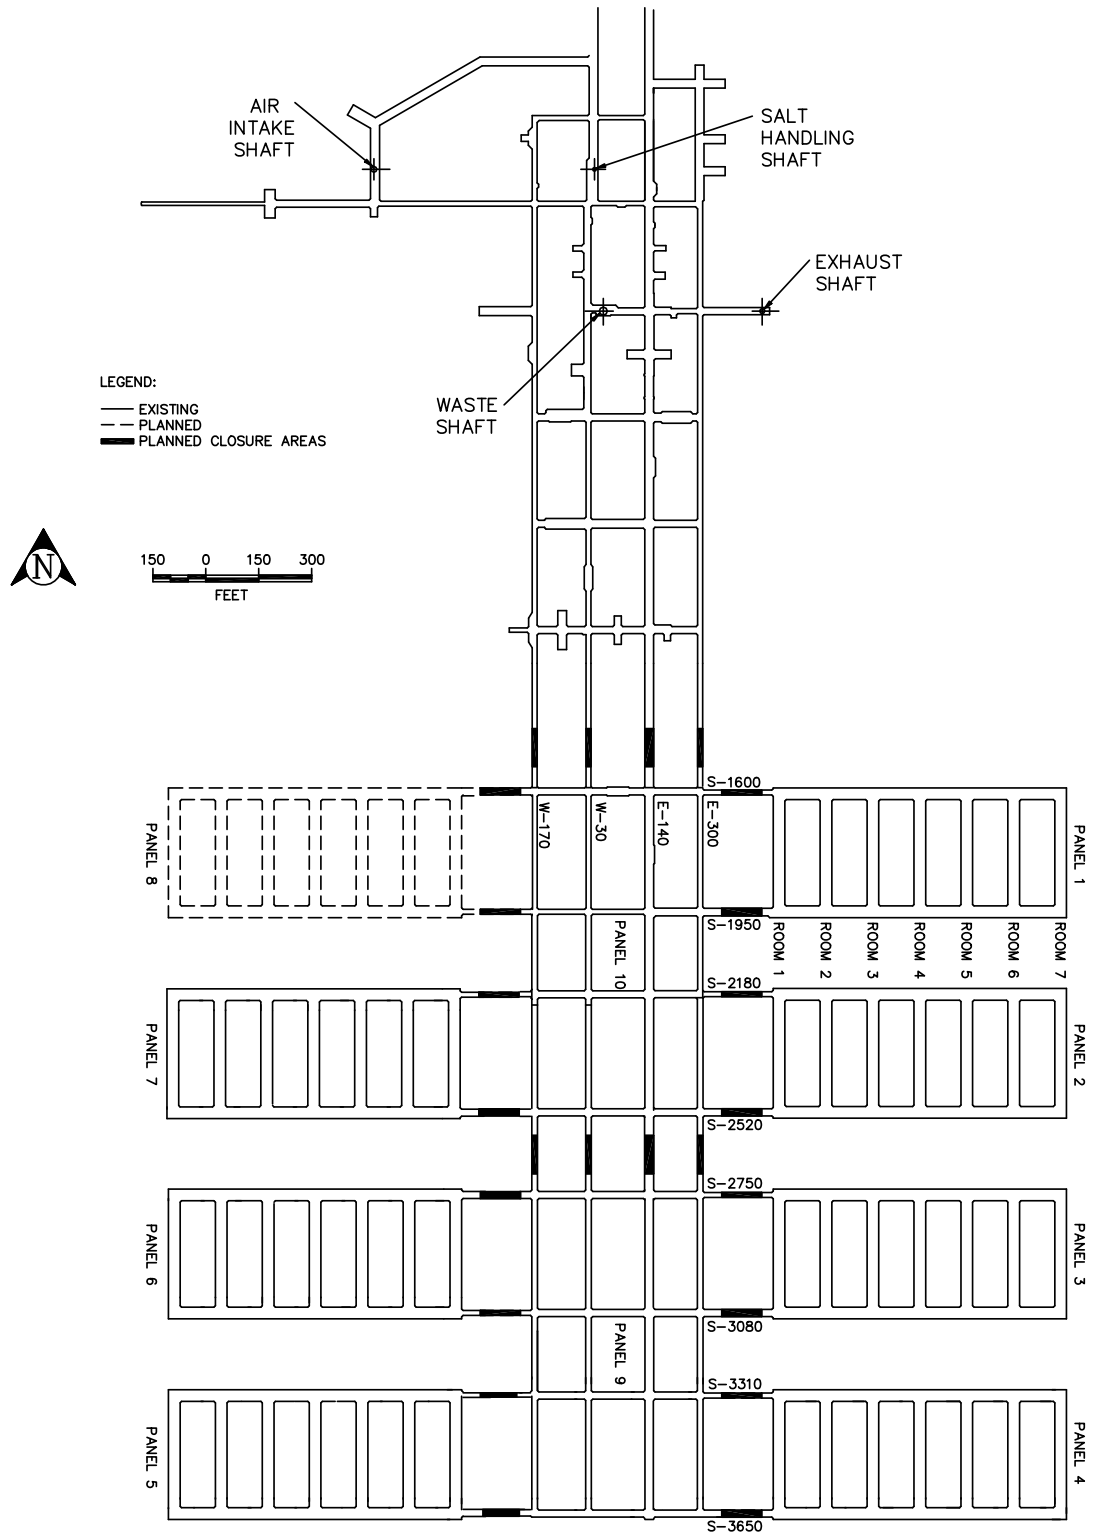 AIR
INTAKE
SHAFT
SALT
HANDLING
SHAFT
EXHAUST
SHAFT
WASTE
SHAFT
LEGEND:
EXISTING
PLANNED
PLANNED CLOSURE AREAS
N
150 0 150 300
FEET
S-1600
W-170
W-30
E-140
E-300
PANEL 8
PANEL 1
S-1950
PANEL 10
ROOM 1
ROOM 2
ROOM 3
ROOM 4
ROOM 5
ROOM 6
ROOM 7
S-2180
PANEL 7
PANEL 2
S-2520
S-2750
PANEL 6
PANEL 3
S-3080
PANEL 9
S-3310
PANEL 5
PANEL 4
S-3650